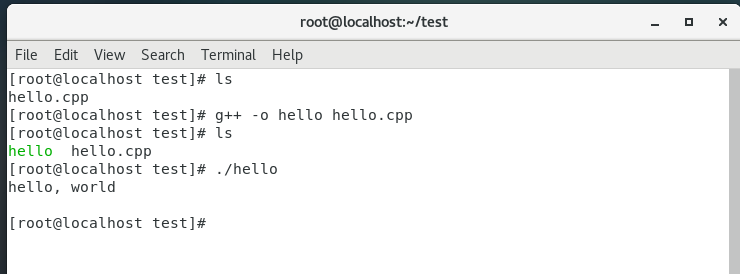 root@localhost:~/test
File Edit View Search Terminal Help
[root@localhost test]# ls
hello.cpp
[root@localhost test]# g++ -o hello hello.cpp
[root@localhost test]# ls
hello  hello.cpp
[root@localhost test]# ./hello
hello, world
[root@localhost test]#